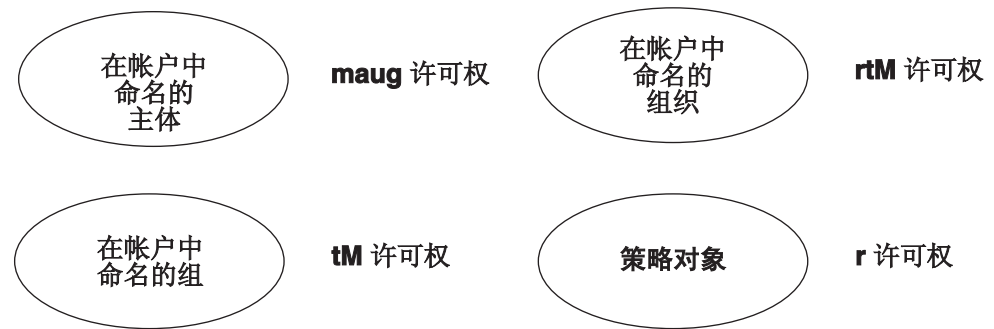 在帐户中
命名的
主体
maug 许可权
在帐户中
命名的
组织
rtM 许可权
在帐户中
命名的组
tM 许可权
策略对象
r 许可权